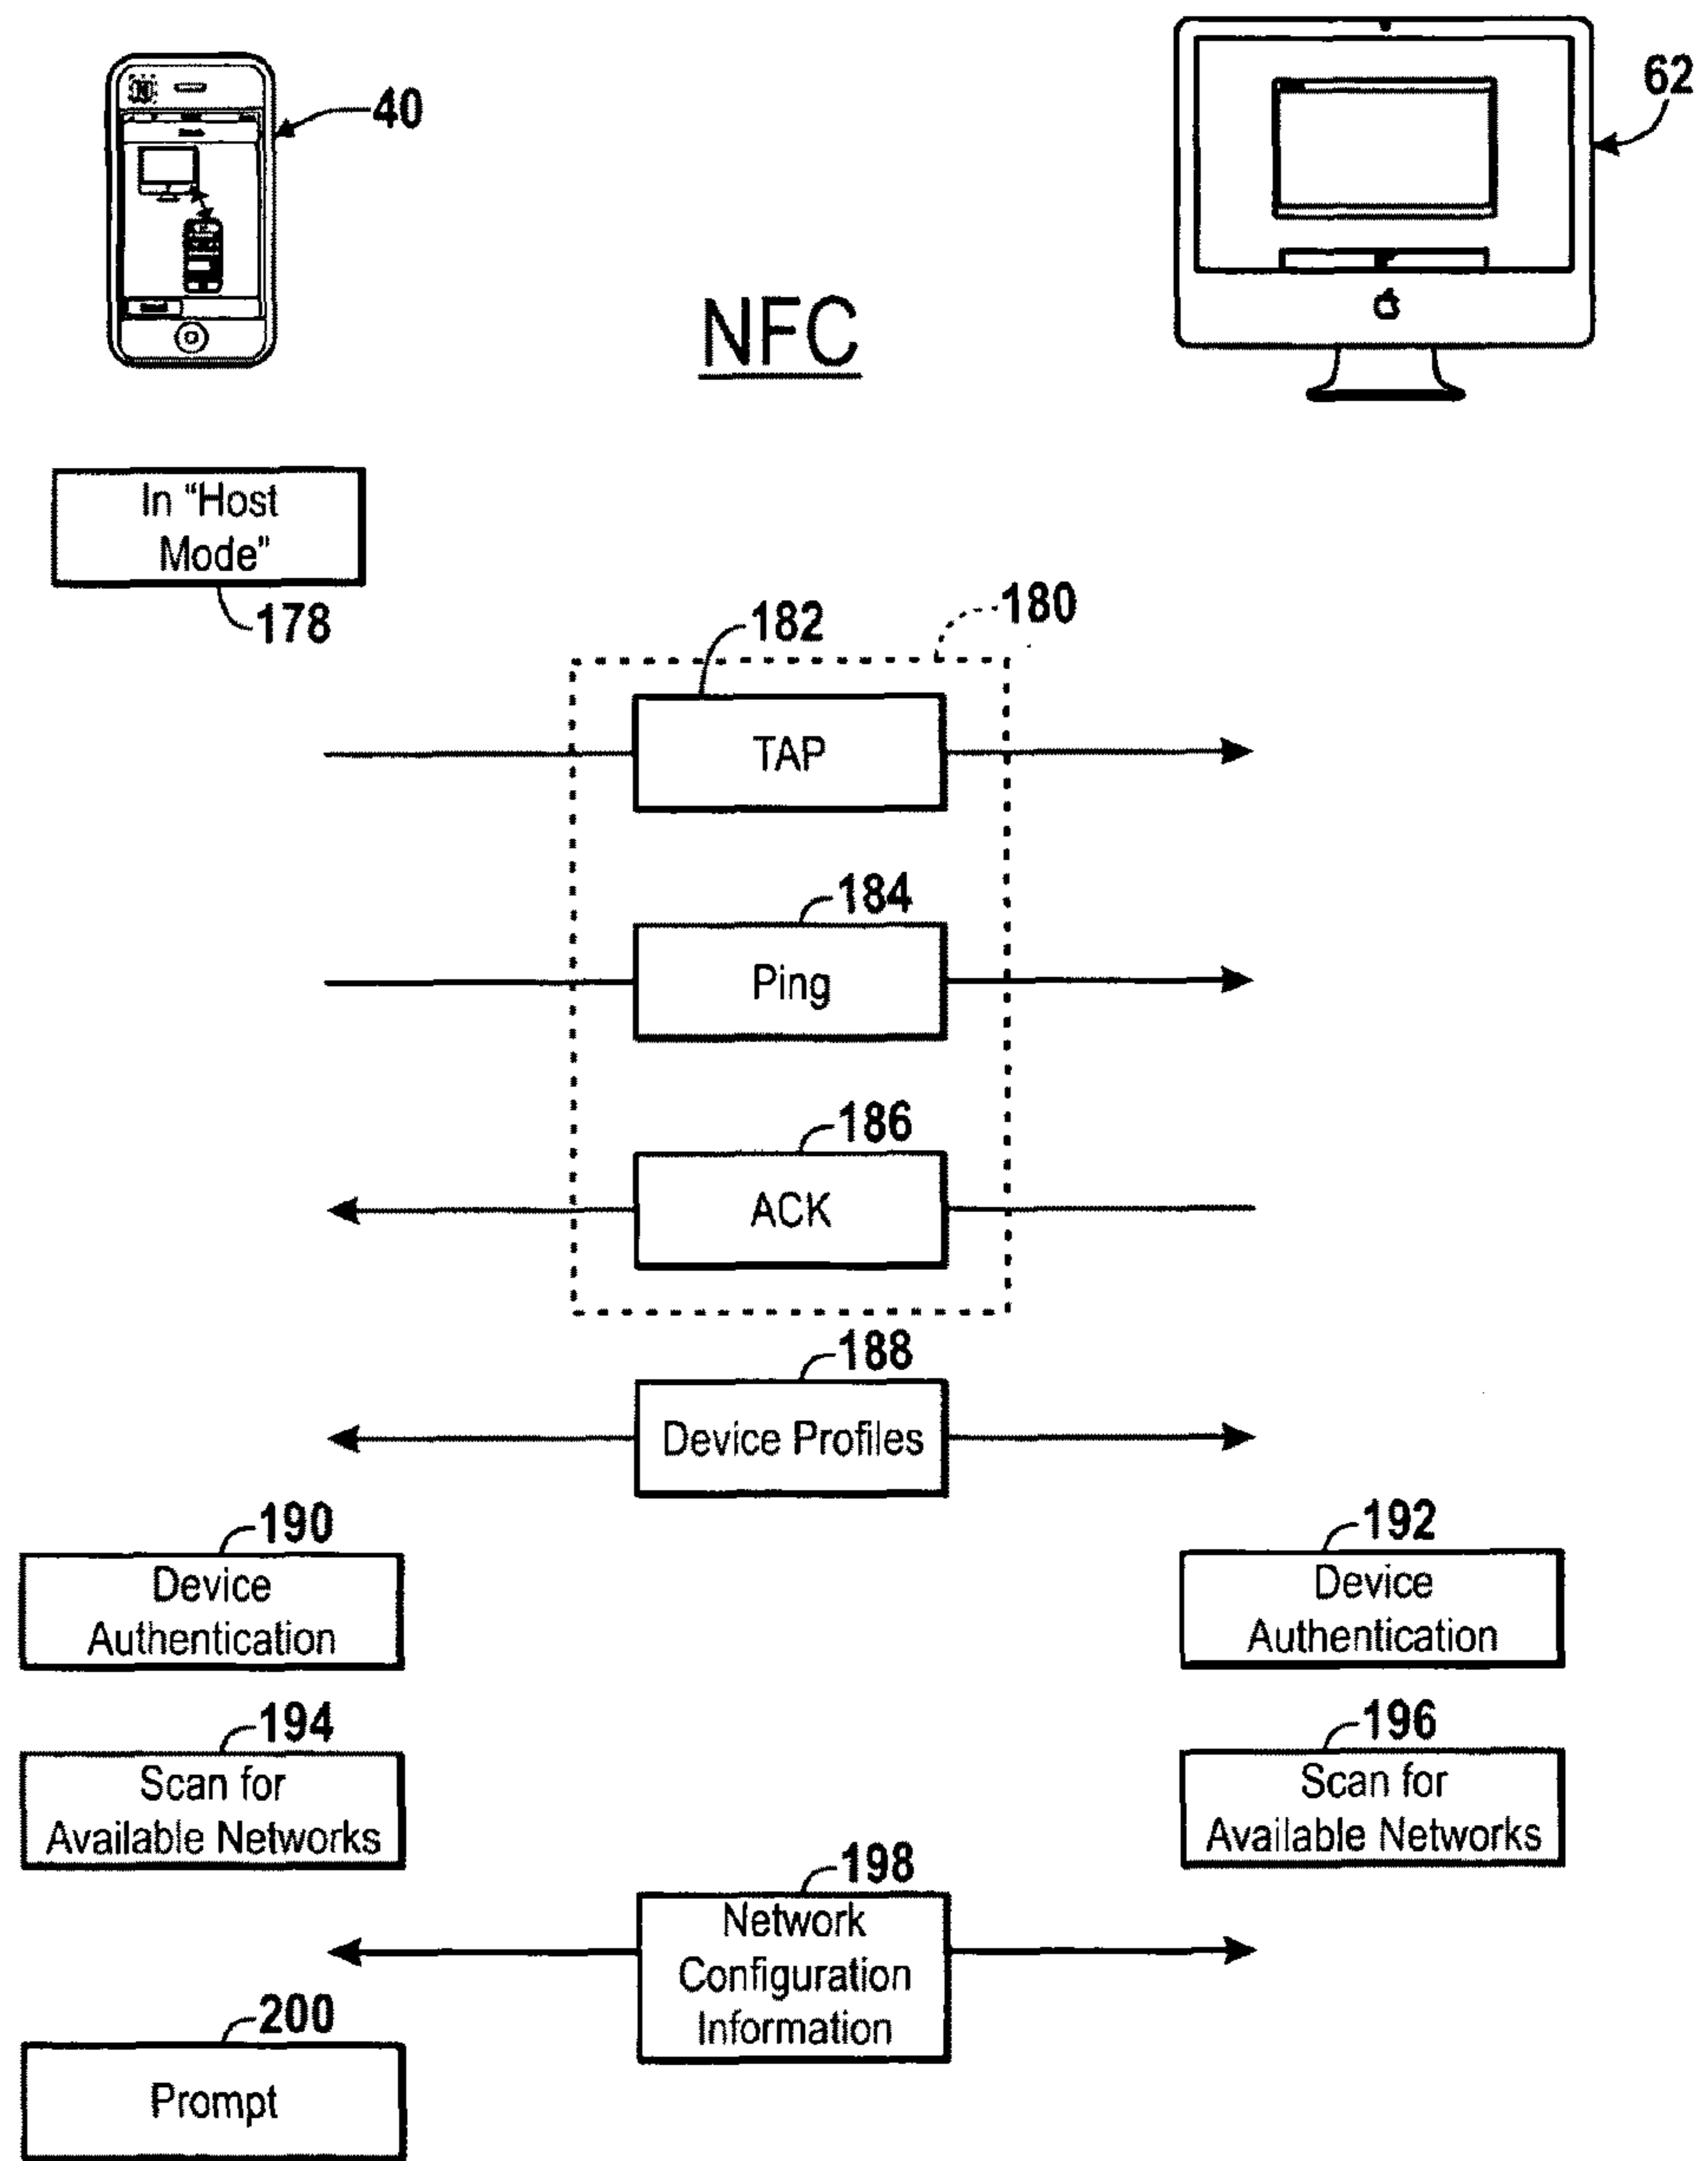 40
62
NFC
In “Host
Mode”
178
180
182
TAP
184
Ping
186
ACK
188
Device Profiles
190
Device
Authentication
192
Device
Authentication
194
Scan for
Available Networks
196
Scan for
Available Networks
198
Network
Configuration
Information
200
Prompt